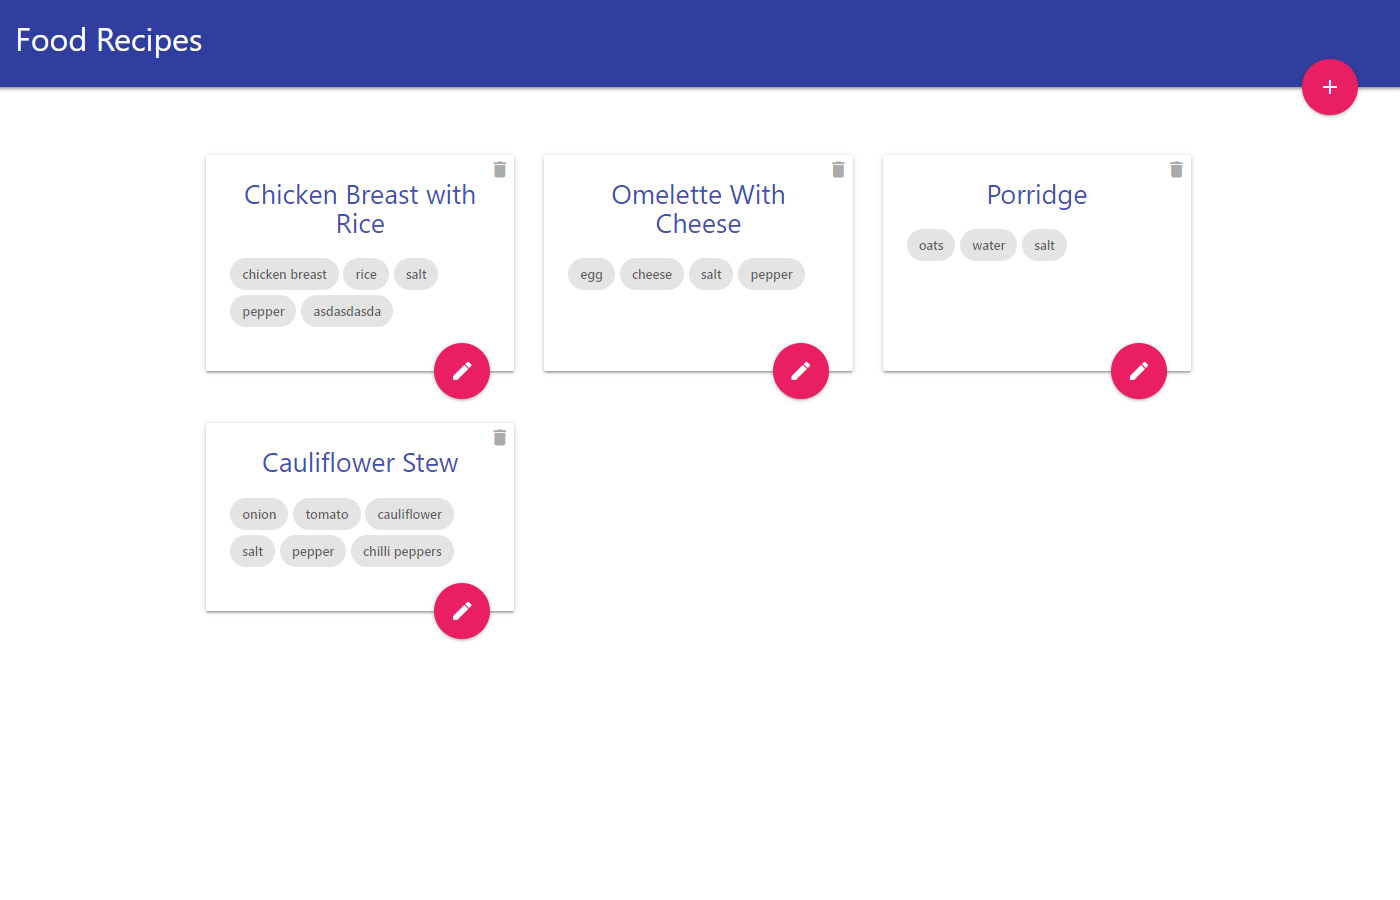 Food Recipes
Chicken Breast with
Rice
chicken breast rice salt
pepper asdasdasda
Omelette With
Cheese
egg cheese salt pepper
Porridge
oats water salt
Cauliflower Stew
onion tomato cauliflower
salt pepper chilli peppers